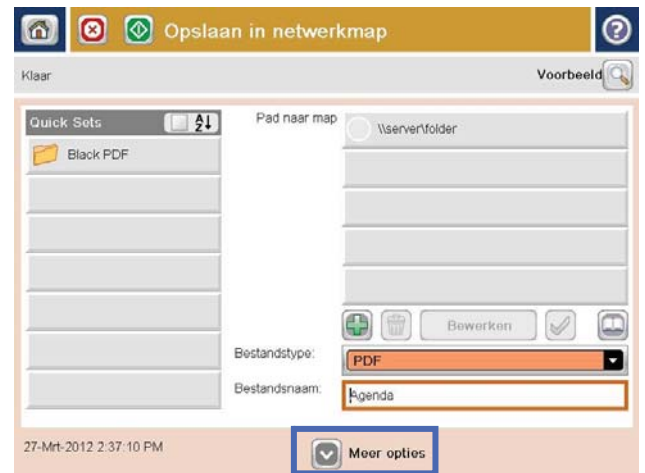 Opslaan in netwerkmap
?
Klaar
Voorbeeld
Quick Sets
Pad naar map
\\server\folder
Black PDF
Bewerken
Bestandstype:
PDF
Bestandsnaam:
Agenda
27-Mrt-2012 2:37:10 PM
Meer opties